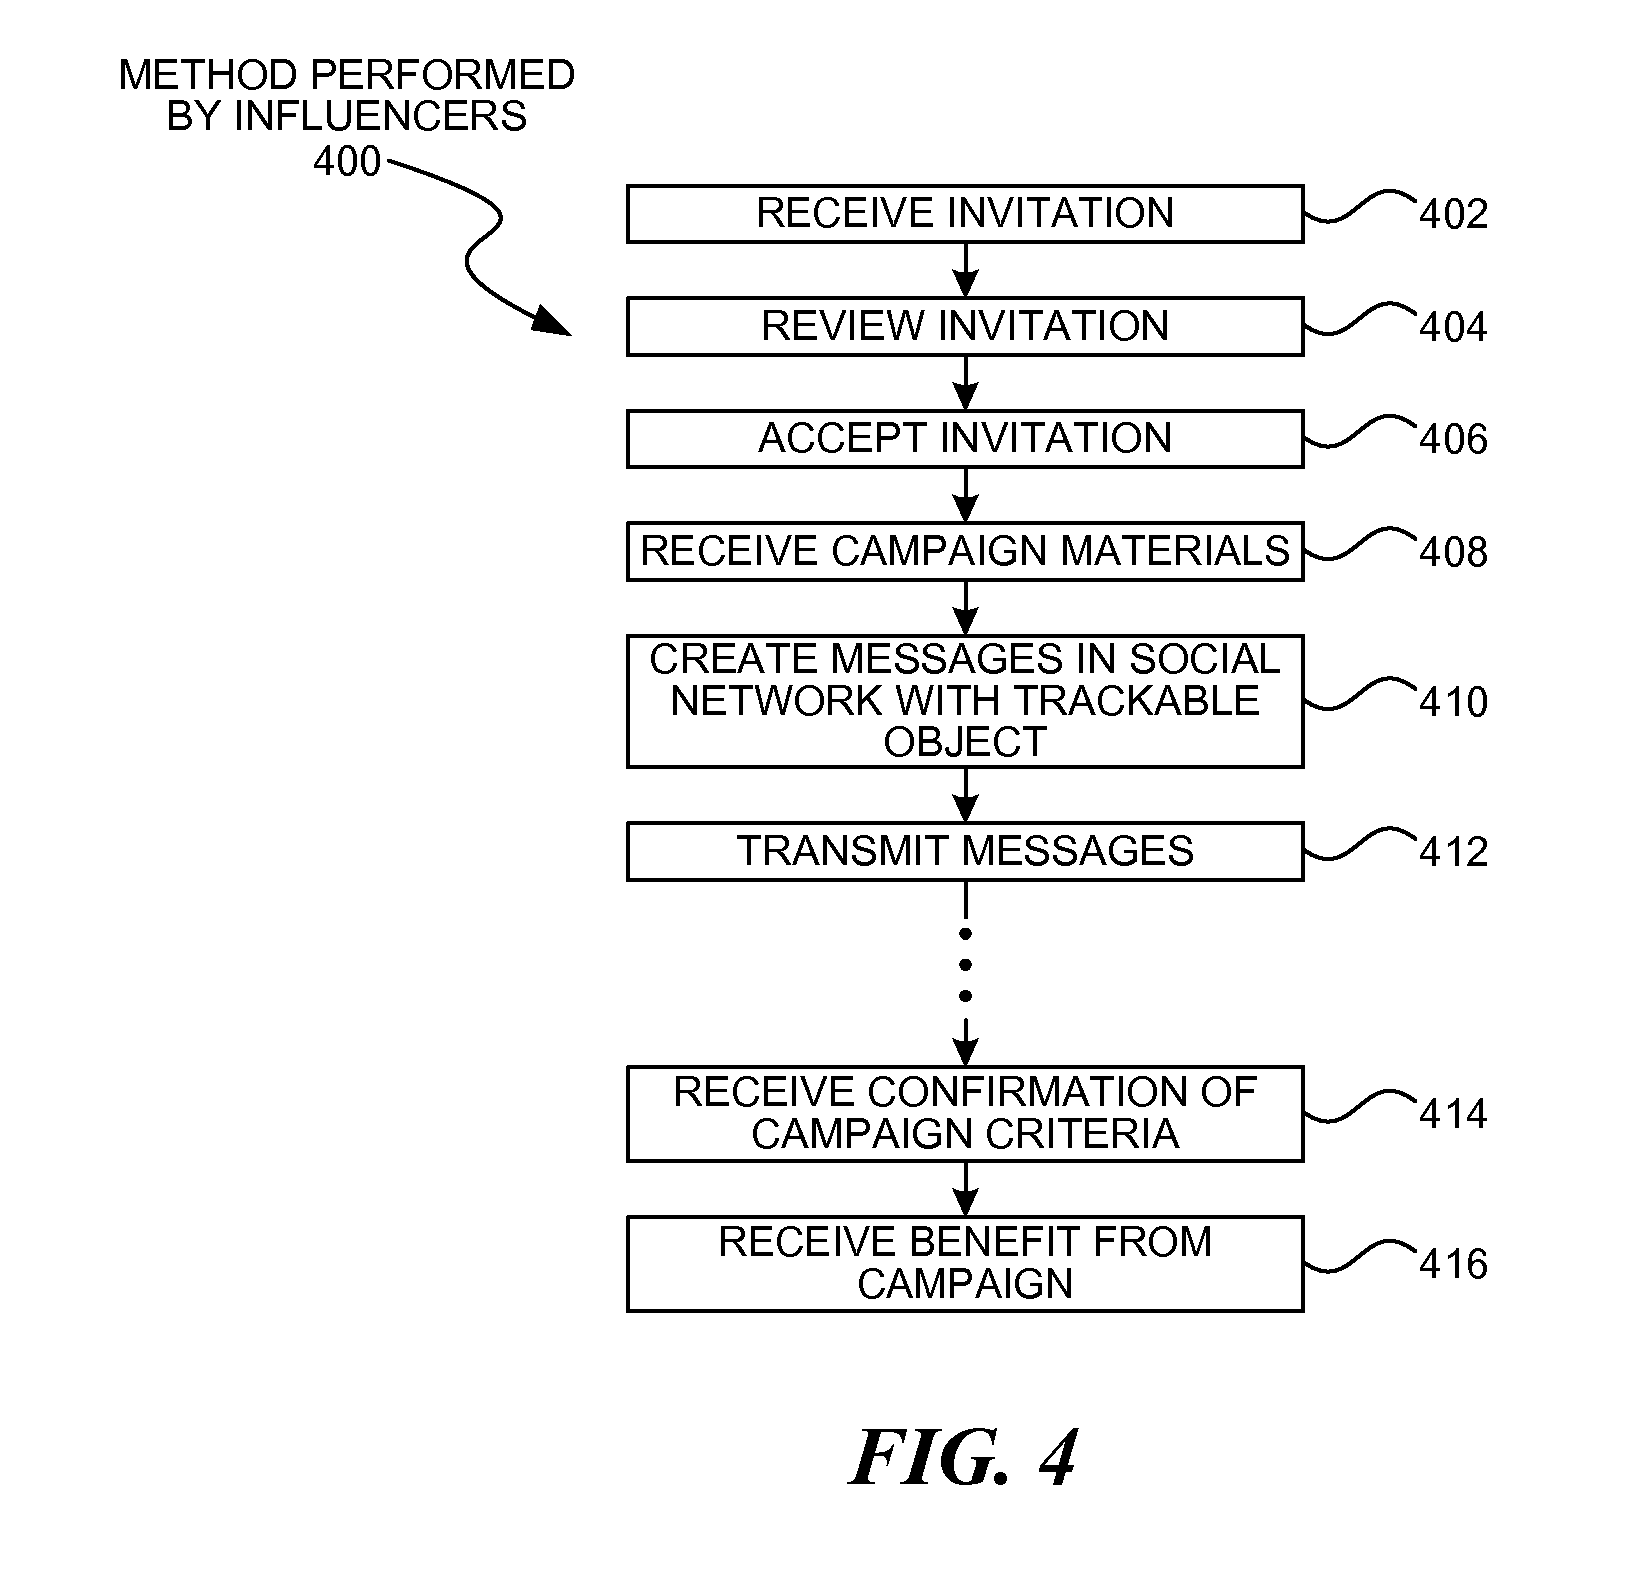 METHOD PERFORMED
BY INFLUENCERS
400
RECEIVE INVITATION
402
REVIEW INVITATION
404
ACCEPT INVITATION
406
RECEIVE CAMPAIGN MATERIALS
408
CREATE MESSAGES IN SOCIAL
NETWORK WITH TRACKABLE
OBJECT
410
TRANSMIT MESSAGES
412
RECEIVE CONFIRMATION OF
CAMPAIGN CRITERIA
414
RECEIVE BENEFIT FROM
CAMPAIGN
416
FIG. 4